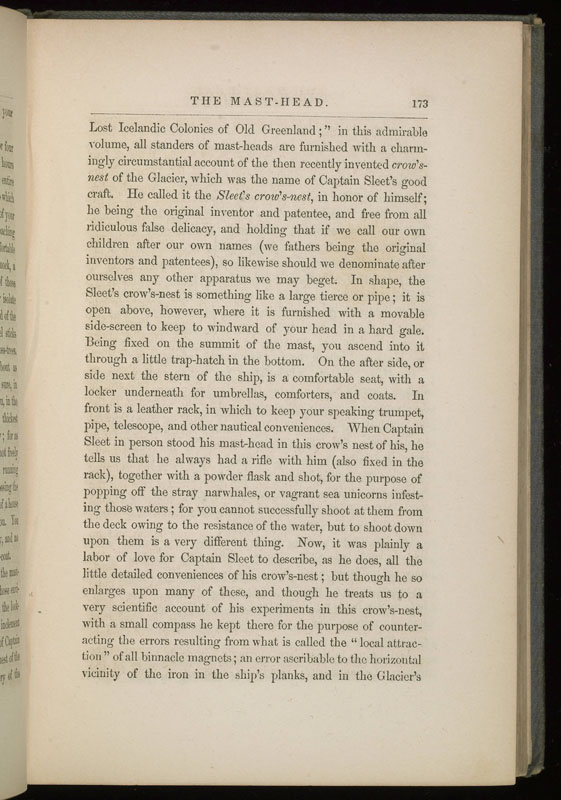 THE MAST-HEAD. 173
Lost Icelandic Colonies of Old Greenland;" in this admirable
volume, all standers of mast-heads are furnished with a charm-
ingly circumstantial account of the then recently invented crow's-
nest of the Glacier, which was the name of Captain Sleet's good
craft. He called it the Sleet's crow's-nest, in honor of himself;
he being the original inventor and patentee, and free from all
ridiculous false delicacy, and holding that if we call our own
children after our own names (we fathers being the original
inventors and patentees), so likewise should we denominate after
ourselves any other apparatus we may beget. In shape, the
Sleet's crow's-nest is something like a large tierce or pipe; it is
open above, however, where it is furnished with a movable
side-screen to keep to windward of your head in a hard gale.
Being fixed on the summit of the mast, you ascend into it
through a little trap-hatch in the bottom. On the after side, or
side next the stern of the ship, is a comfortable seat, with a
locker underneath for umbrellas, comforters, and coats. In
front is a leather rack, in which to keep your speaking trumpet,
pipe, telescope, and other nautical conveniences. When Captain
Sleet in person stood his mast-head in this crow's nest of his, he
tells us that he always had a rifle with him (also fixed in the
rack), together with a powder flask and shot, for the purpose of
popping off the stray narwhales, or vagrant sea unicorns infest-
ing those waters; for you cannot successfully shoot at them from
the deck owing to the resistance of the water, but to shoot down
upon them is a very different thing. Now, it was plainly a
labor of love for Captain Sleet to describe, as he does, all the
little detailed conveniences of his crow's-nest; but though he so
enlarges upon many of these, and though he treats us to a
very scientific account of his experiments in this crow's-nest,
with a small compass he kept there for the purpose of counter-
acting the errors resulting from what is called the "local attrac-
tion" of all binnacle magnets; an error ascribable to the horizontal
vicinity of the iron in the ship's planks, and in the Glacier's